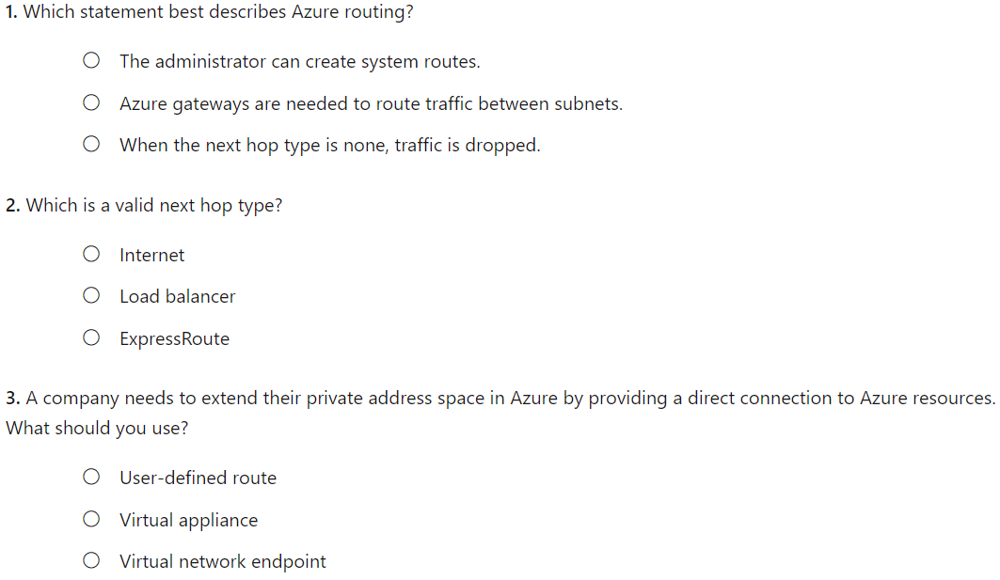 1. Which statement best describes Azure routing?
The administrator can create system routes.
Azure gateways are needed to route traffic between subnets.
When the next hop type is none, traffic is dropped.
2. Which is a valid next hop type?
Internet
Load balancer
ExpressRoute
3. A company needs to extend their private address space in Azure by providing a direct connection to Azure resources.
What should you use?
User-defined route
Virtual appliance
Virtual network endpoint